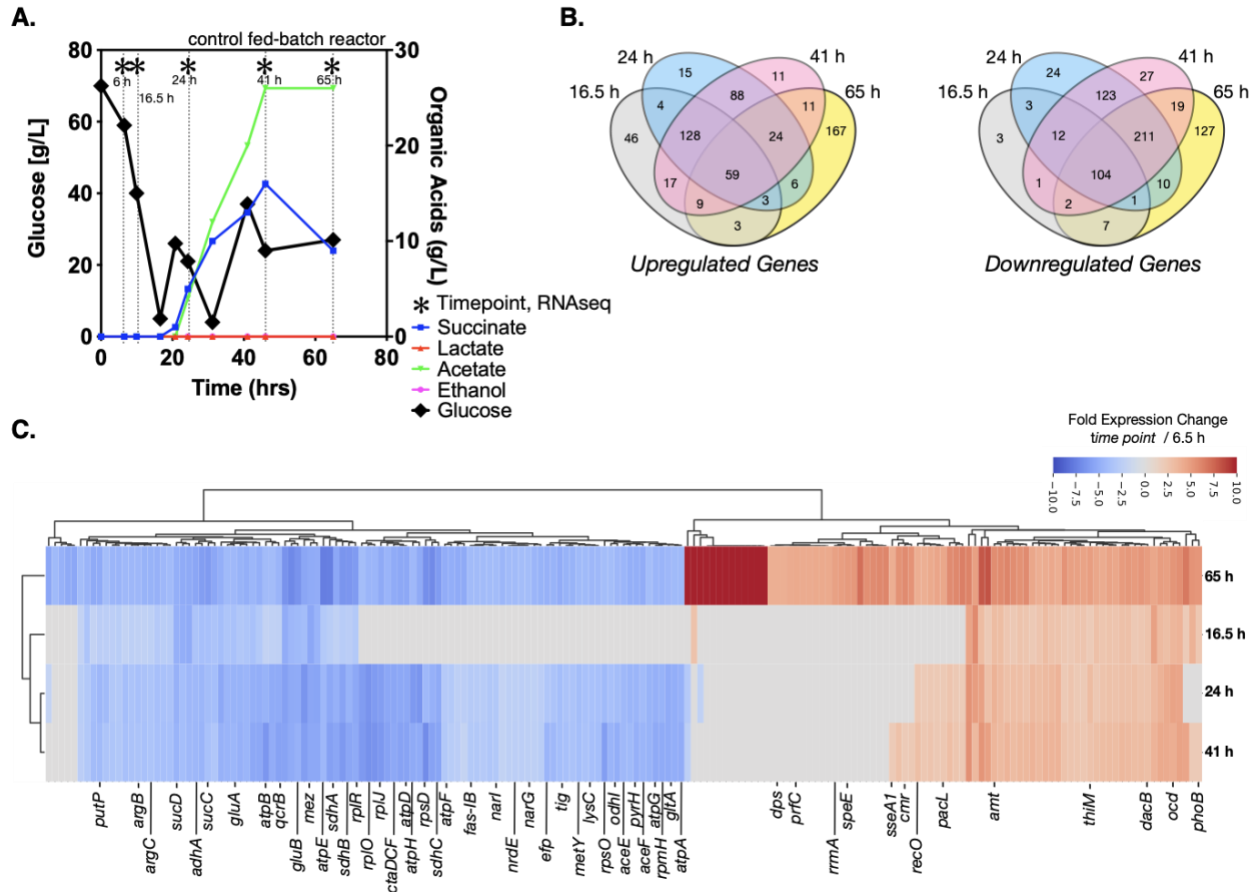 A.
control fed-batch reactor
80
60
40
20
0
Glucose [g/L]
30
20
10
0
Organic Acids (g/L)
6 h
16.5 h
24 h
41 h
65 h
0 20 40 60 80
Time (hrs)
* Timepoint, RNAseq
Succinate
Lactate
Acetate
Ethanol
Glucose
B.
24 h
41 h
16.5 h
65 h
15
11
4
88
11
46
128
24
167
17
59
6
9
3
3
Upregulated Genes
24 h
41 h
16.5 h
65 h
24
27
3
123
19
3
12
211
127
1
104
10
2
1
7
Downregulated Genes
C.
Fold Expression Change
time point / 6.5 h
-10.0
-7.5
-5.0
-2.5
0.0
2.5
5.0
7.5
10.0
65 h
16.5 h
24 h
41 h
putP
argB
argC
sucD
adhA
succC
gluA
atpB
qcrB
gluB
mez
atpE
sdhA
sdhB
rplR
rplO
rplJ
ctaDCF
atpD
atpH
rpsD
sdhC
atpF
fas-IB
narI
nrdE
narG
efp
tig
metY
lysC
rpsO
odhI
aceE
aceF
pyrH
rpmH
atpG
gltA
atpA
dps
prfC
rrmA
speE
sseA1
cnr
recO
pacL
amt
thiM
dacB
ocd
phoB